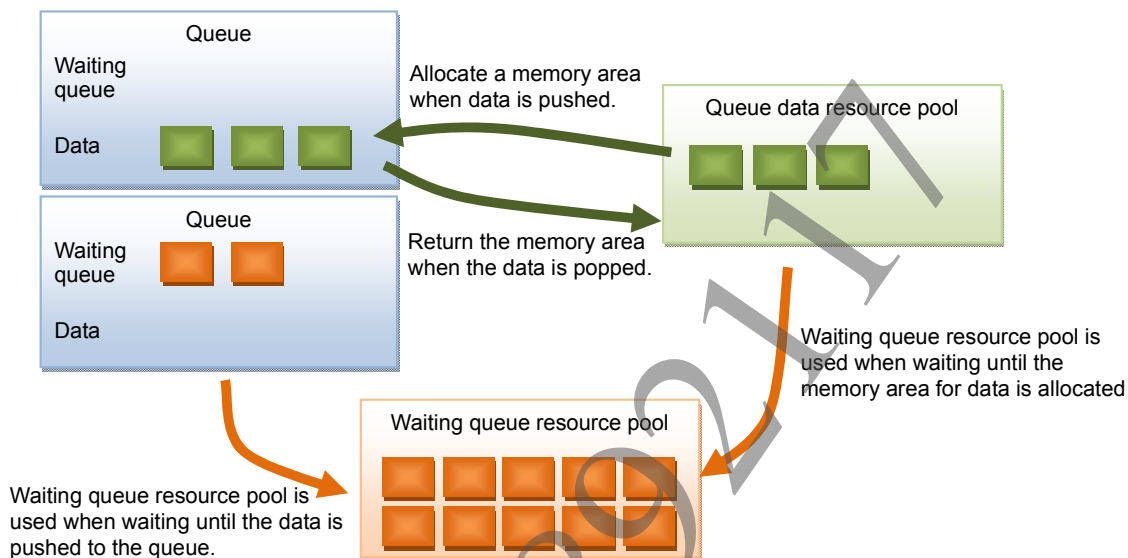 Queue
Waiting
queue
Data
Allocate a memory area
when data is pushed.
Queue data resource pool
Queue
Waiting
queue
Data
Return the memory area
when the data is popped.
Waiting queue resource pool is
used when waiting until the
memory area for data is allocated
Waiting queue resource pool
Waiting queue resource pool is
used when waiting until the data is
pushed to the queue.
9217